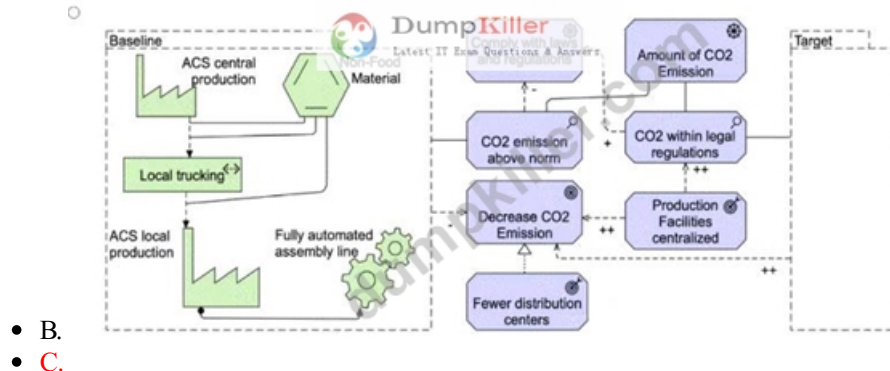 DumpKiller
Latest IT Exam Questions & Answers
Baseline
ACS central
production
Non-Food
Material
Local trucking
ACS local
production
Fully automated
assembly line
Comply with laws
and regulations
Amount of CO2
Emission
CO2 emission
above norm
CO2 within legal
regulations
Decrease CO2
Emission
Production
Facilities
centralized
Fewer distribution
centers
Target
-
+
++
-
++
++
dumpkiller.com
B.
C.